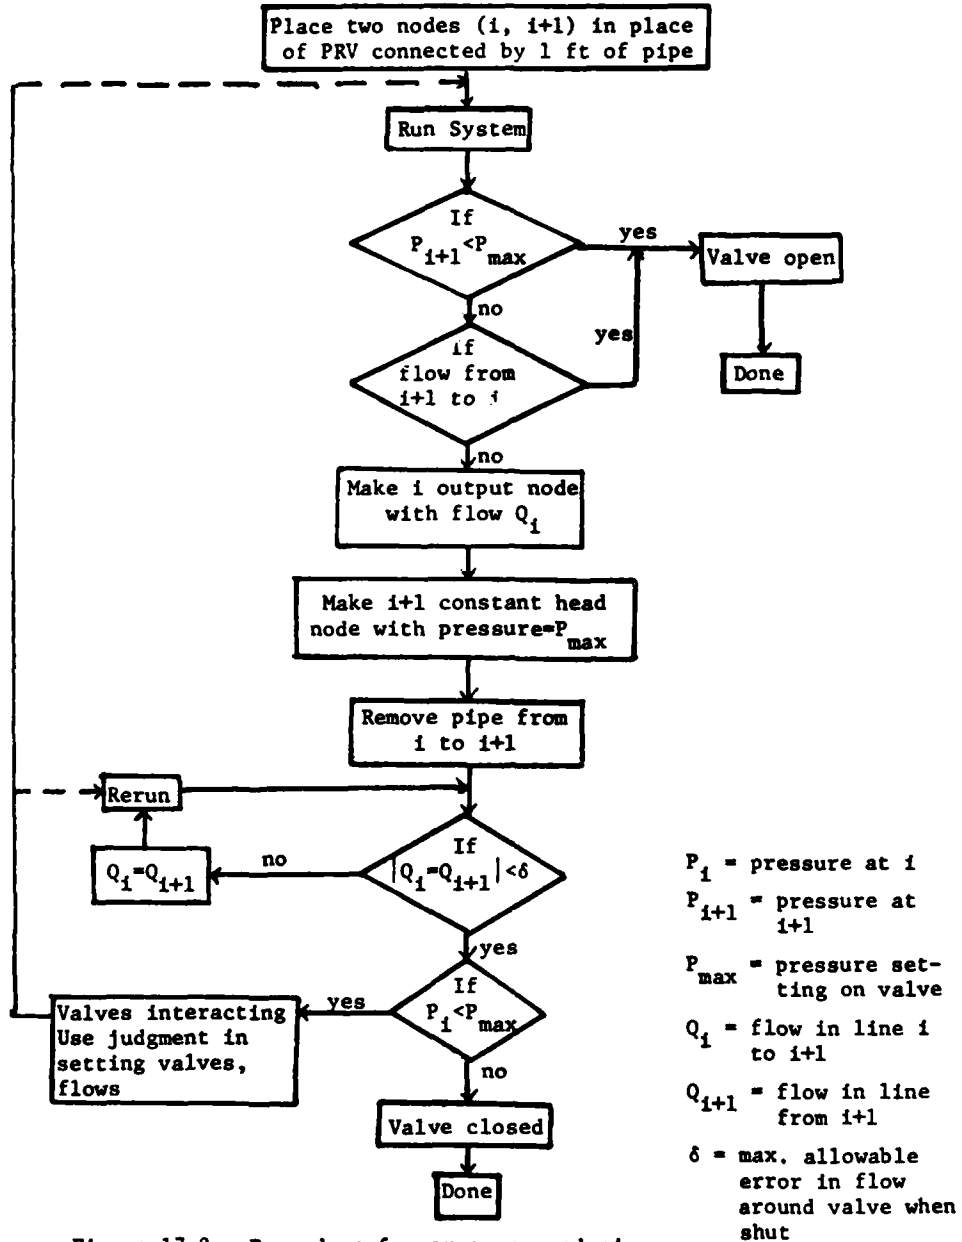 Place two nodes (i, i+1) in place
of PRV connected by 1 ft of pipe
Run System
If
P_{i+1}<P_{max}
yes
Valve open
no
yes
Done
If
flow from
i+1 to i
no
Make i output node
with flow Q_i
Make i+1 constant head
node with pressure=P_{max}
Remove pipe from
i to i+1
Rerun
If
|Q_i=Q_{i+1}|<δ
no
Q_i=Q_{i+1}
yes
If
P_i<P_{max}
yes
Valves interacting
Use judgment in
setting valves,
flows
no
Valve closed
Done
P_i = pressure at i
P_{i+1} = pressure at
i+1
P_{max} = pressure set-
ting on valve
Q_i = flow in line i
to i+1
Q_{i+1} = flow in line
from i+1
δ = max. allowable
error in flow
around valve when
shut